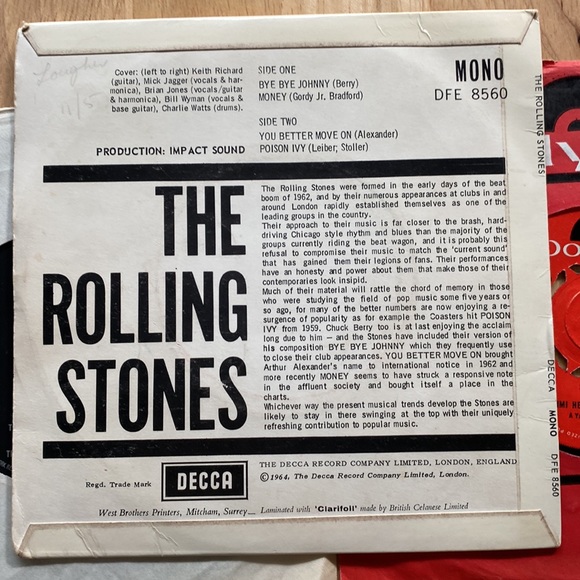 Cover: (left to right) Keith Richard
(guitar), Mick Jagger (vocals & har-
monica), Brian Jones (vocals/guitar
& harmonica), Bill Wyman (vocals &
base guitar), Charlie Watts (drums).
PRODUCTION: IMPACT SOUND
SIDE ONE
BYE BYE JOHNNY (Berry)
MONEY (Gordy Jr. Bradford)
SIDE TWO
YOU BETTER MOVE ON (Alexander)
POISON IVY (Leiber; Stoller)
MONO
DFE 8560
THE
ROLLING
STONES
The Rolling Stones were formed in the early days of the beat
boom of 1962, and by their numerous appearances at clubs in and
around London rapidly established themselves as one of the
leading groups in the country.
Their approach to their music is far closer to the brash, hard-
driving Chicago style rhythm and blues than the majority of the
groups currently riding the beat wagon, and it is probably this
refusal to compromise their music to match the 'current sound'
that has gained them their legions of fans. Their performances
have an honesty and power about them that make those of their
contemporaries look insipid.
Much of their material will rattle the chord of memory in those
who were studying the field of pop music some five years or
so ago, for many of the better numbers are now enjoying a re-
surgence of popularity as for example the Coasters hit POISON
IVY from 1959. Chuck Berry too is at last enjoying the acclaim
long due to him — and the Stones have included their version of
his composition BYE BYE JOHNNY which they frequently use
to close their club appearances. YOU BETTER MOVE ON brought
Arthur Alexander's name to international notice in 1962 and
more recently MONEY seems to have struck a responsive note
in the affluent society and bought itself a place in the
charts.
Whichever way the present musical trends develop the Stones are
likely to stay in there swinging at the top with their uniquely
refreshing contribution to popular music.
Regd. Trade Mark
DECCA
THE DECCA RECORD COMPANY LIMITED, LONDON, ENGLAND
©1964, The Decca Record Company Limited, London.
West Brothers Printers, Mitcham, Surrey— Laminated with 'Clarifoil' made by British Celanese Limited
THE ROLLING STONES
DECCA MONO DFE 8560